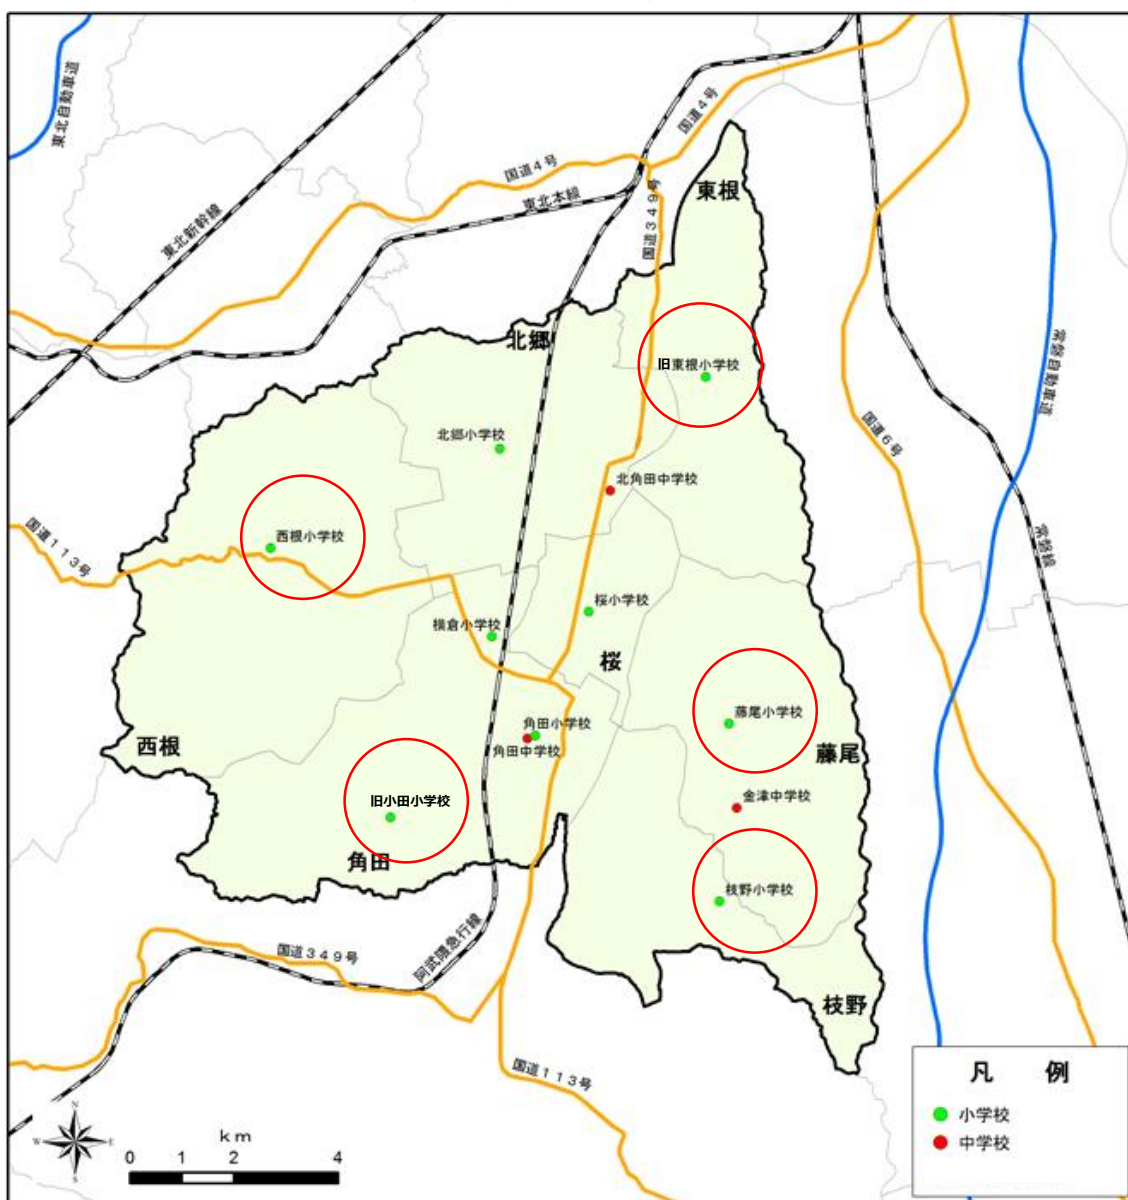 東北自動車道
国道4号
国道4号
東北本線
東北新幹線
国道349号
東根
北郷
旧東根小学校
常磐自動車道
国道6号
北郷小学校
北角田中学校
西根小学校
国道113号
常磐線
桜小学校
横倉小学校
桜
藤尾小学校
角田小学校
角田中学校
西根
藤尾
旧小田小学校
金津中学校
角田
枝野小学校
国道349号
阿武隈急行線
枝野
国道113号
凡 例
小学校
中学校
N
W E
S
km
0 1 2 4